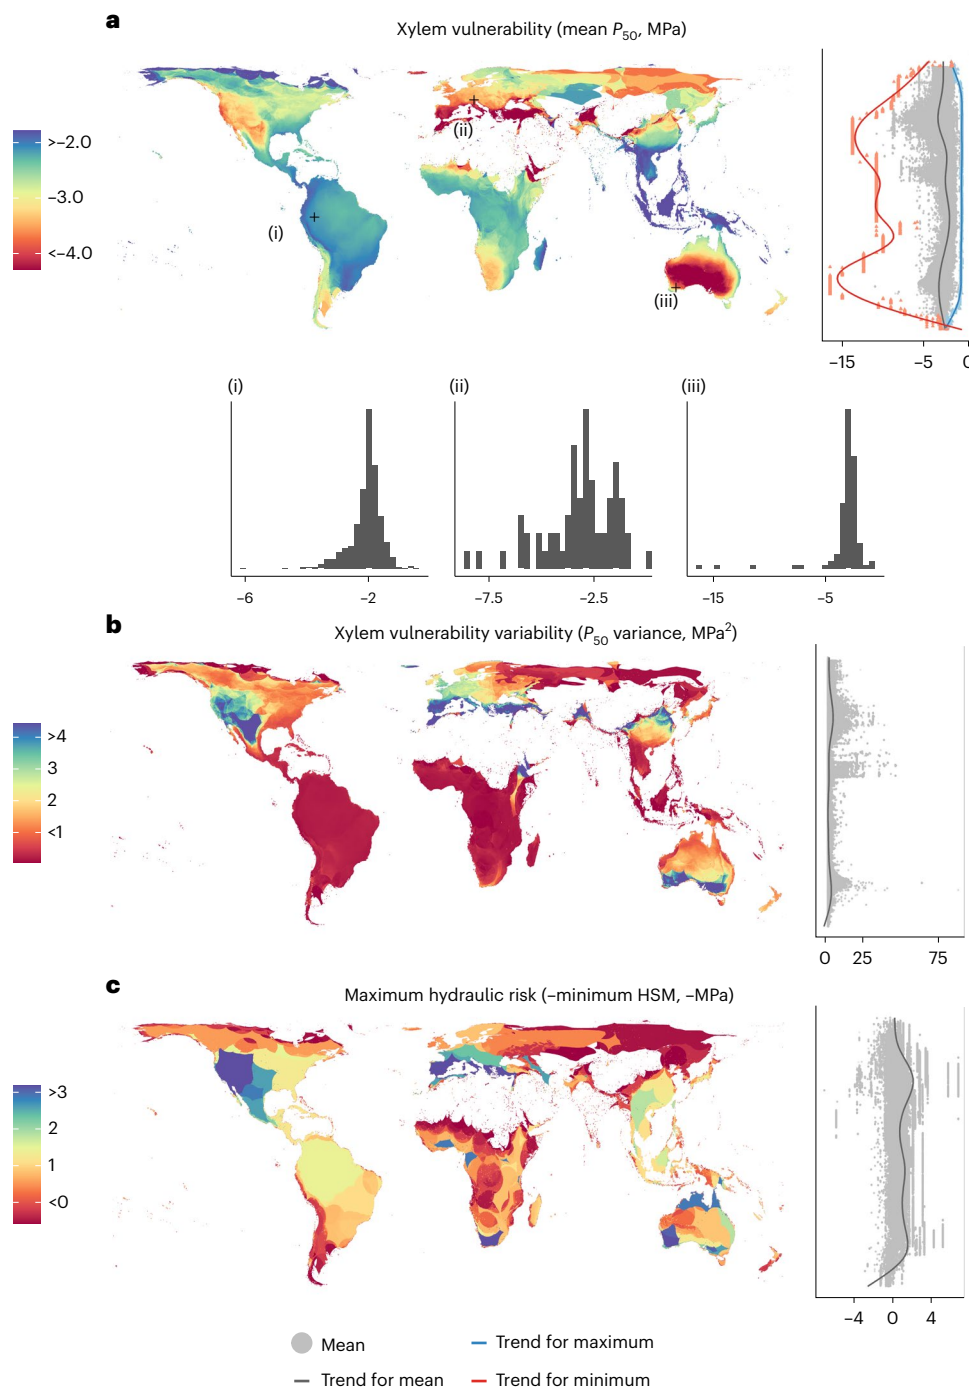 a
Xylem vulnerability (mean P50, MPa)
>−2.0
−3.0
<−4.0
(i)
(ii)
(iii)
−15
−5
0
(i)
(ii)
(iii)
−6
−2
−7.5
−2.5
−15
−5
b
Xylem vulnerability variability (P50 variance, MPa2)
>4
3
2
<1
0
25
75
c
Maximum hydraulic risk (−minimum HSM, −MPa)
>3
2
1
<0
−4
0
4
Mean
Trend for maximum
Trend for mean
Trend for minimum